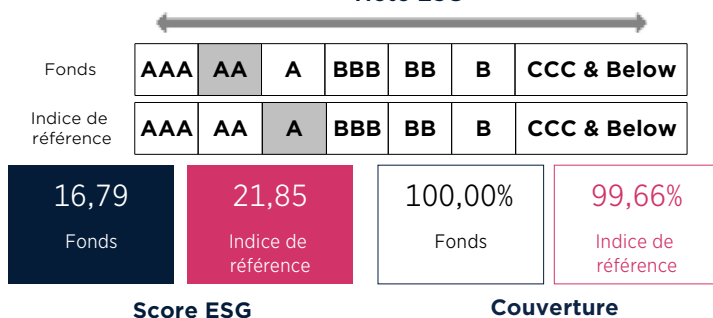 Fonds AAA AA A BBB BB B CCC & Below
Indice de
référence AAA AA A BBB BB B CCC & Below
16,79 21,85 100,00% 99,66%
Fonds Indice de Fonds Indice de
référence référence
Score ESG Couverture